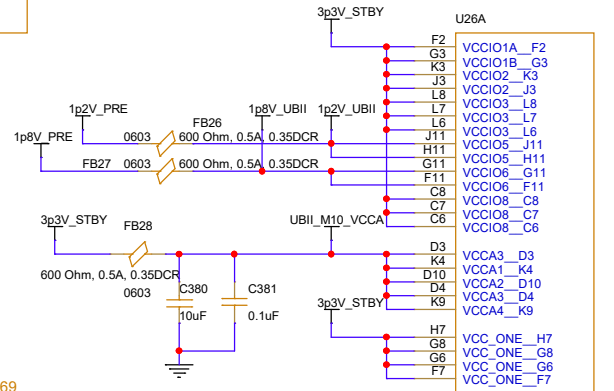 3p3V_STBY
U26A
F2 VCCIO1A__F2
G3 VCCIO1B__G3
K3 VCCIO2__K3
J3 VCCIO2__J3
L8 VCCIO3__L8
L7 VCCIO3__L7
L6 VCCIO3__L6
J11 VCCIO5__J11
H11 VCCIO5__H11
G11 VCCIO6__G11
F11 VCCIO6__F11
C8 VCCIO8__C8
C7 VCCIO8__C7
C6 VCCIO8__C6
1p2V_PRE
FB26
1p8V_UBII
1p2V_UBII
1p8V_PRE
0603
600 Ohm, 0.5A, 0.35DCR
FB27
0603
600 Ohm, 0.5A, 0.35DCR
3p3V_STBY
FB28
UBII_M10_VCCA
600 Ohm, 0.5A, 0.35DCR
0603
C380
10uF
C381
0.1uF
D3 VCCA3__D3
K4 VCCA1__K4
D10 VCCA2__D10
D4 VCCA3__D4
K9 VCCA4__K9
3p3V_STBY
H7 VCC_ONE__H7
G8 VCC_ONE__G8
G6 VCC_ONE__G6
F7 VCC_ONE__F7
69